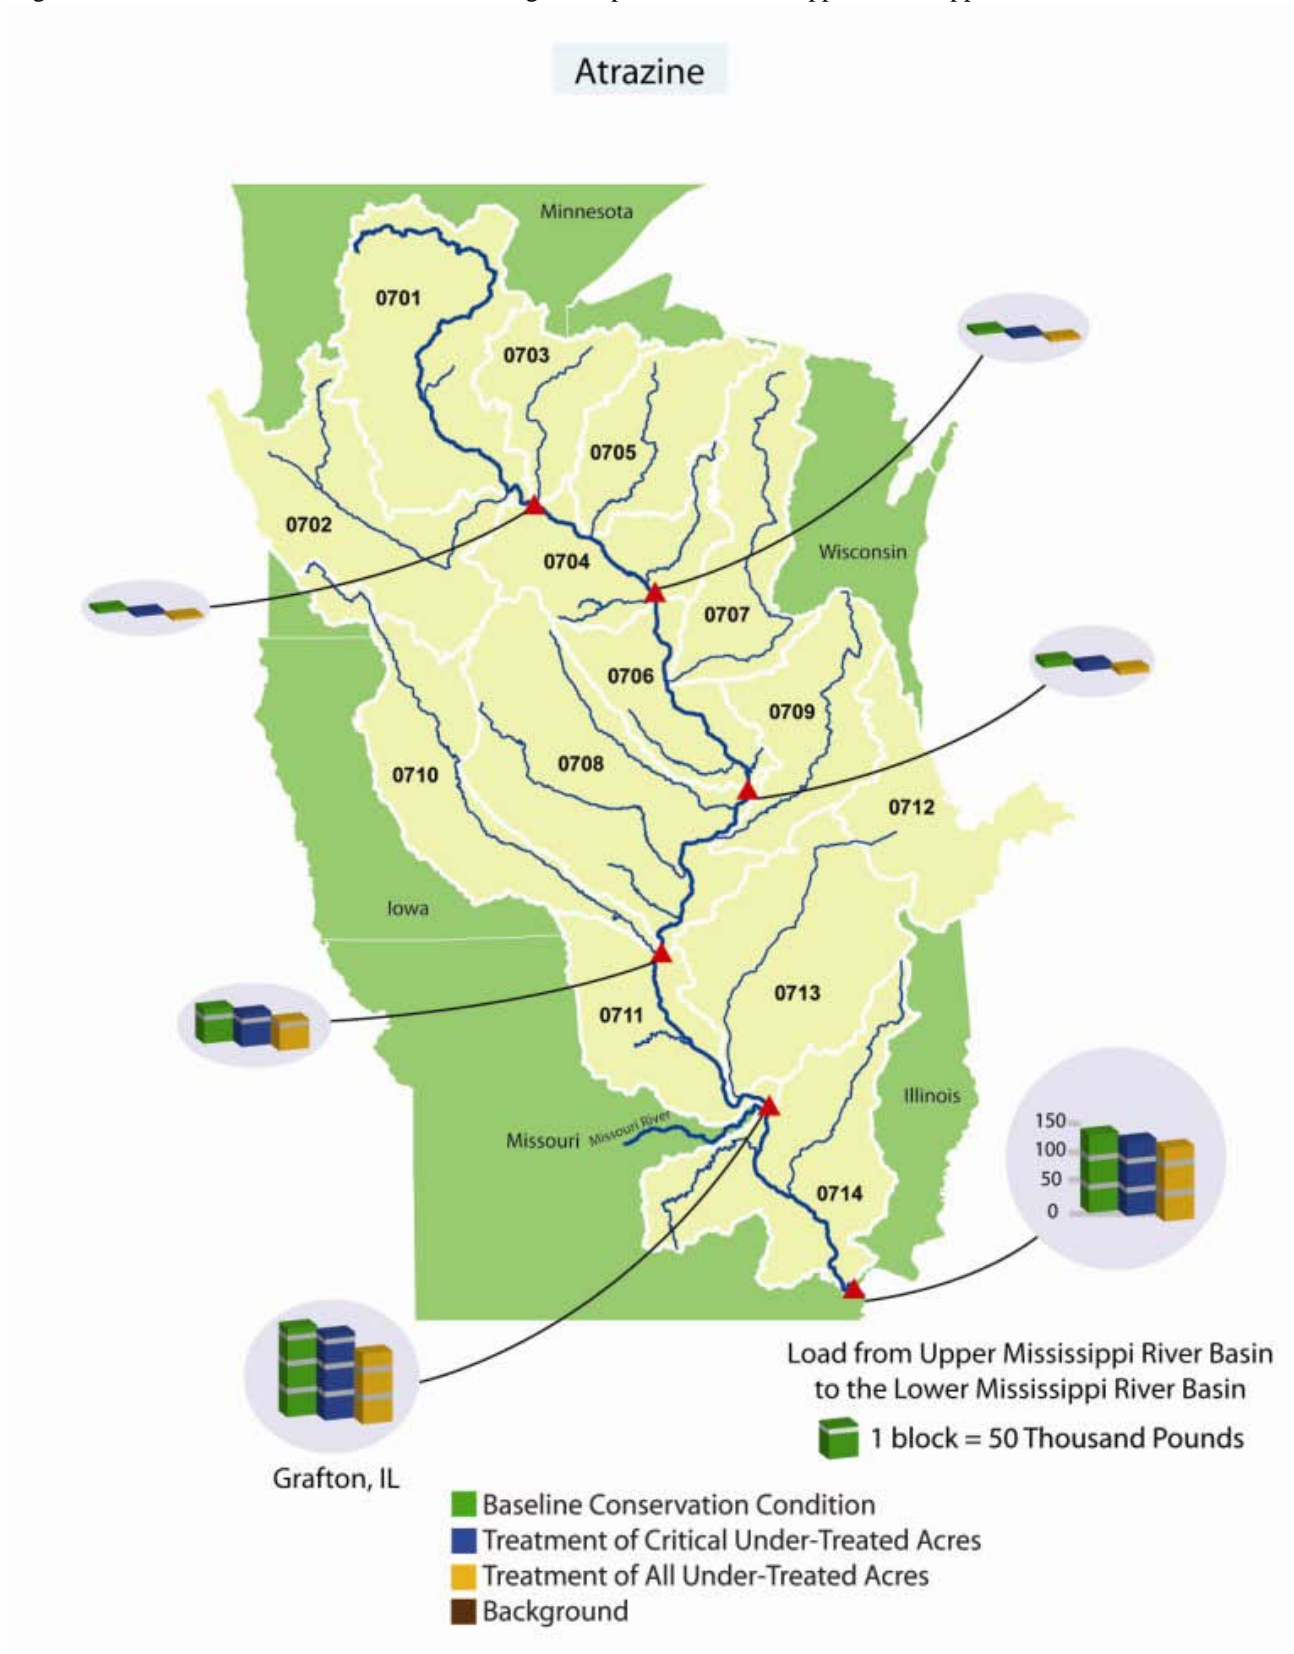 Atrazine
Minnesota
0701
0703
0705
0702
0704
Wisconsin
0707
0706
0709
0708
0710
0712
Iowa
0713
0711
Illinois
Missouri
Missouri River
0714
150
100
50
0
Load from Upper Mississippi River Basin
to the Lower Mississippi River Basin
1 block = 50 Thousand Pounds
Grafton, IL
Baseline Conservation Condition
Treatment of Critical Under-Treated Acres
Treatment of All Under-Treated Acres
Background